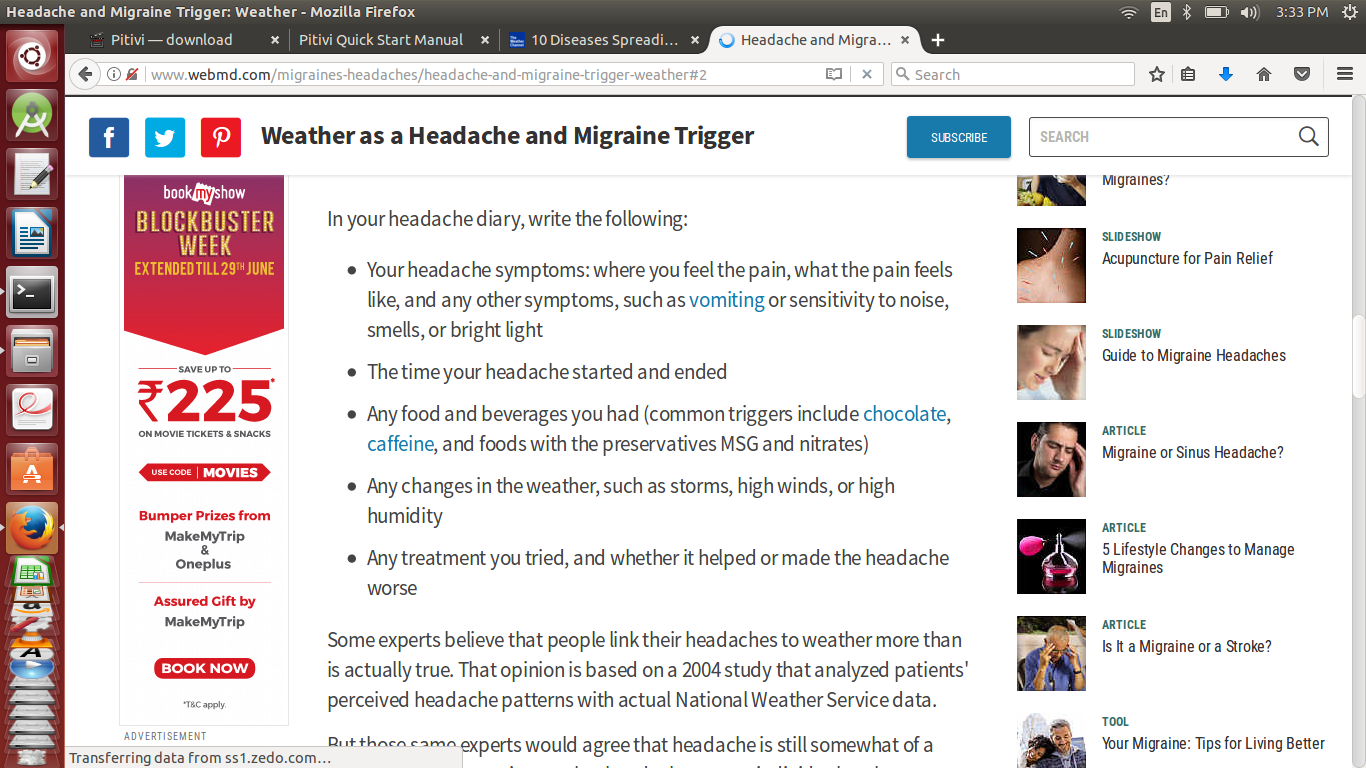 Headache and Migraine Trigger: Weather - Mozilla Firefox
En
3:33 PM
Pitivi — download
Pitivi Quick Start Manual
10 Diseases Spreadi...
Headache and Migra...
www.webmd.com/migraines-headaches/headache-and-migraine-trigger-weather#2
Search
Weather as a Headache and Migraine Trigger
SUBSCRIBE
SEARCH
bookmyshow
BLOCKBUSTER
WEEK
EXTENDED TILL 29TH JUNE
SAVE UP TO
₹225*
ON MOVIE TICKETS & SNACKS
USE CODE | MOVIES
Bumper Prizes from
MakeMyTrip
&
Oneplus
Assured Gift by
MakeMyTrip
BOOK NOW
*T&C apply.
ADVERTISEMENT
In your headache diary, write the following:
• Your headache symptoms: where you feel the pain, what the pain feels
like, and any other symptoms, such as vomiting or sensitivity to noise,
smells, or bright light
• The time your headache started and ended
• Any food and beverages you had (common triggers include chocolate,
caffeine, and foods with the preservatives MSG and nitrates)
• Any changes in the weather, such as storms, high winds, or high
humidity
• Any treatment you tried, and whether it helped or made the headache
worse
Some experts believe that people link their headaches to weather more than
is actually true. That opinion is based on a 2004 study that analyzed patients'
perceived headache patterns with actual National Weather Service data.
But those same experts would agree that headache is still somewhat of a
Migraines?
SLIDESHOW
Acupuncture for Pain Relief
SLIDESHOW
Guide to Migraine Headaches
ARTICLE
Migraine or Sinus Headache?
ARTICLE
5 Lifestyle Changes to Manage
Migraines
ARTICLE
Is It a Migraine or a Stroke?
TOOL
Your Migraine: Tips for Living Better
Transferring data from ss1.zedo.com...